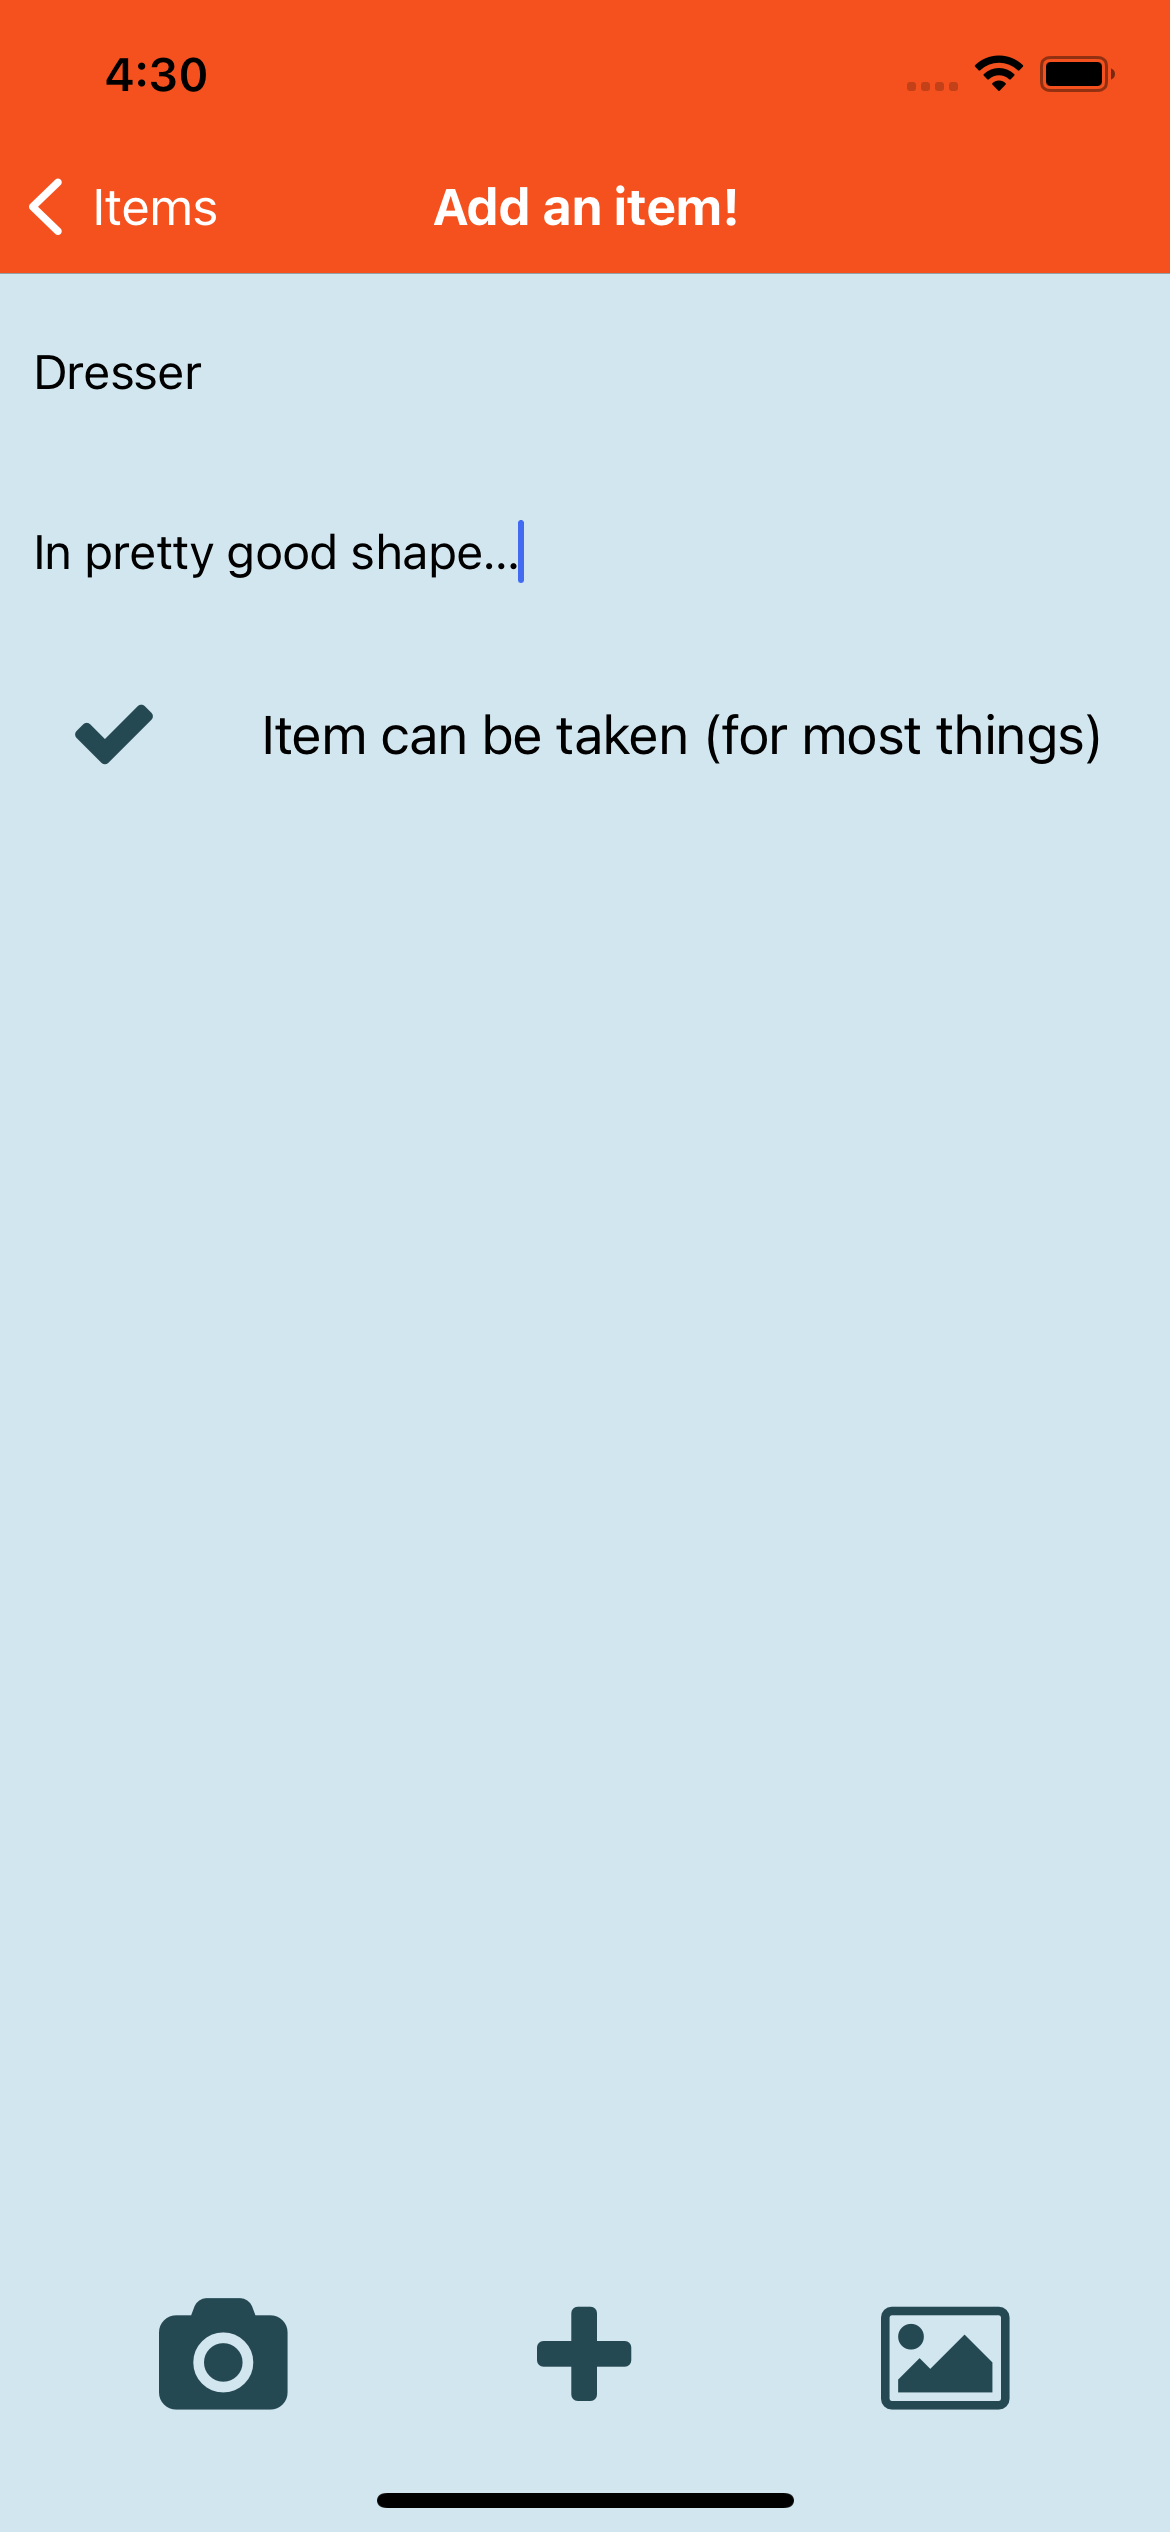 4:30
Items
Add an item!
Dresser
In pretty good shape...
Item can be taken (for most things)